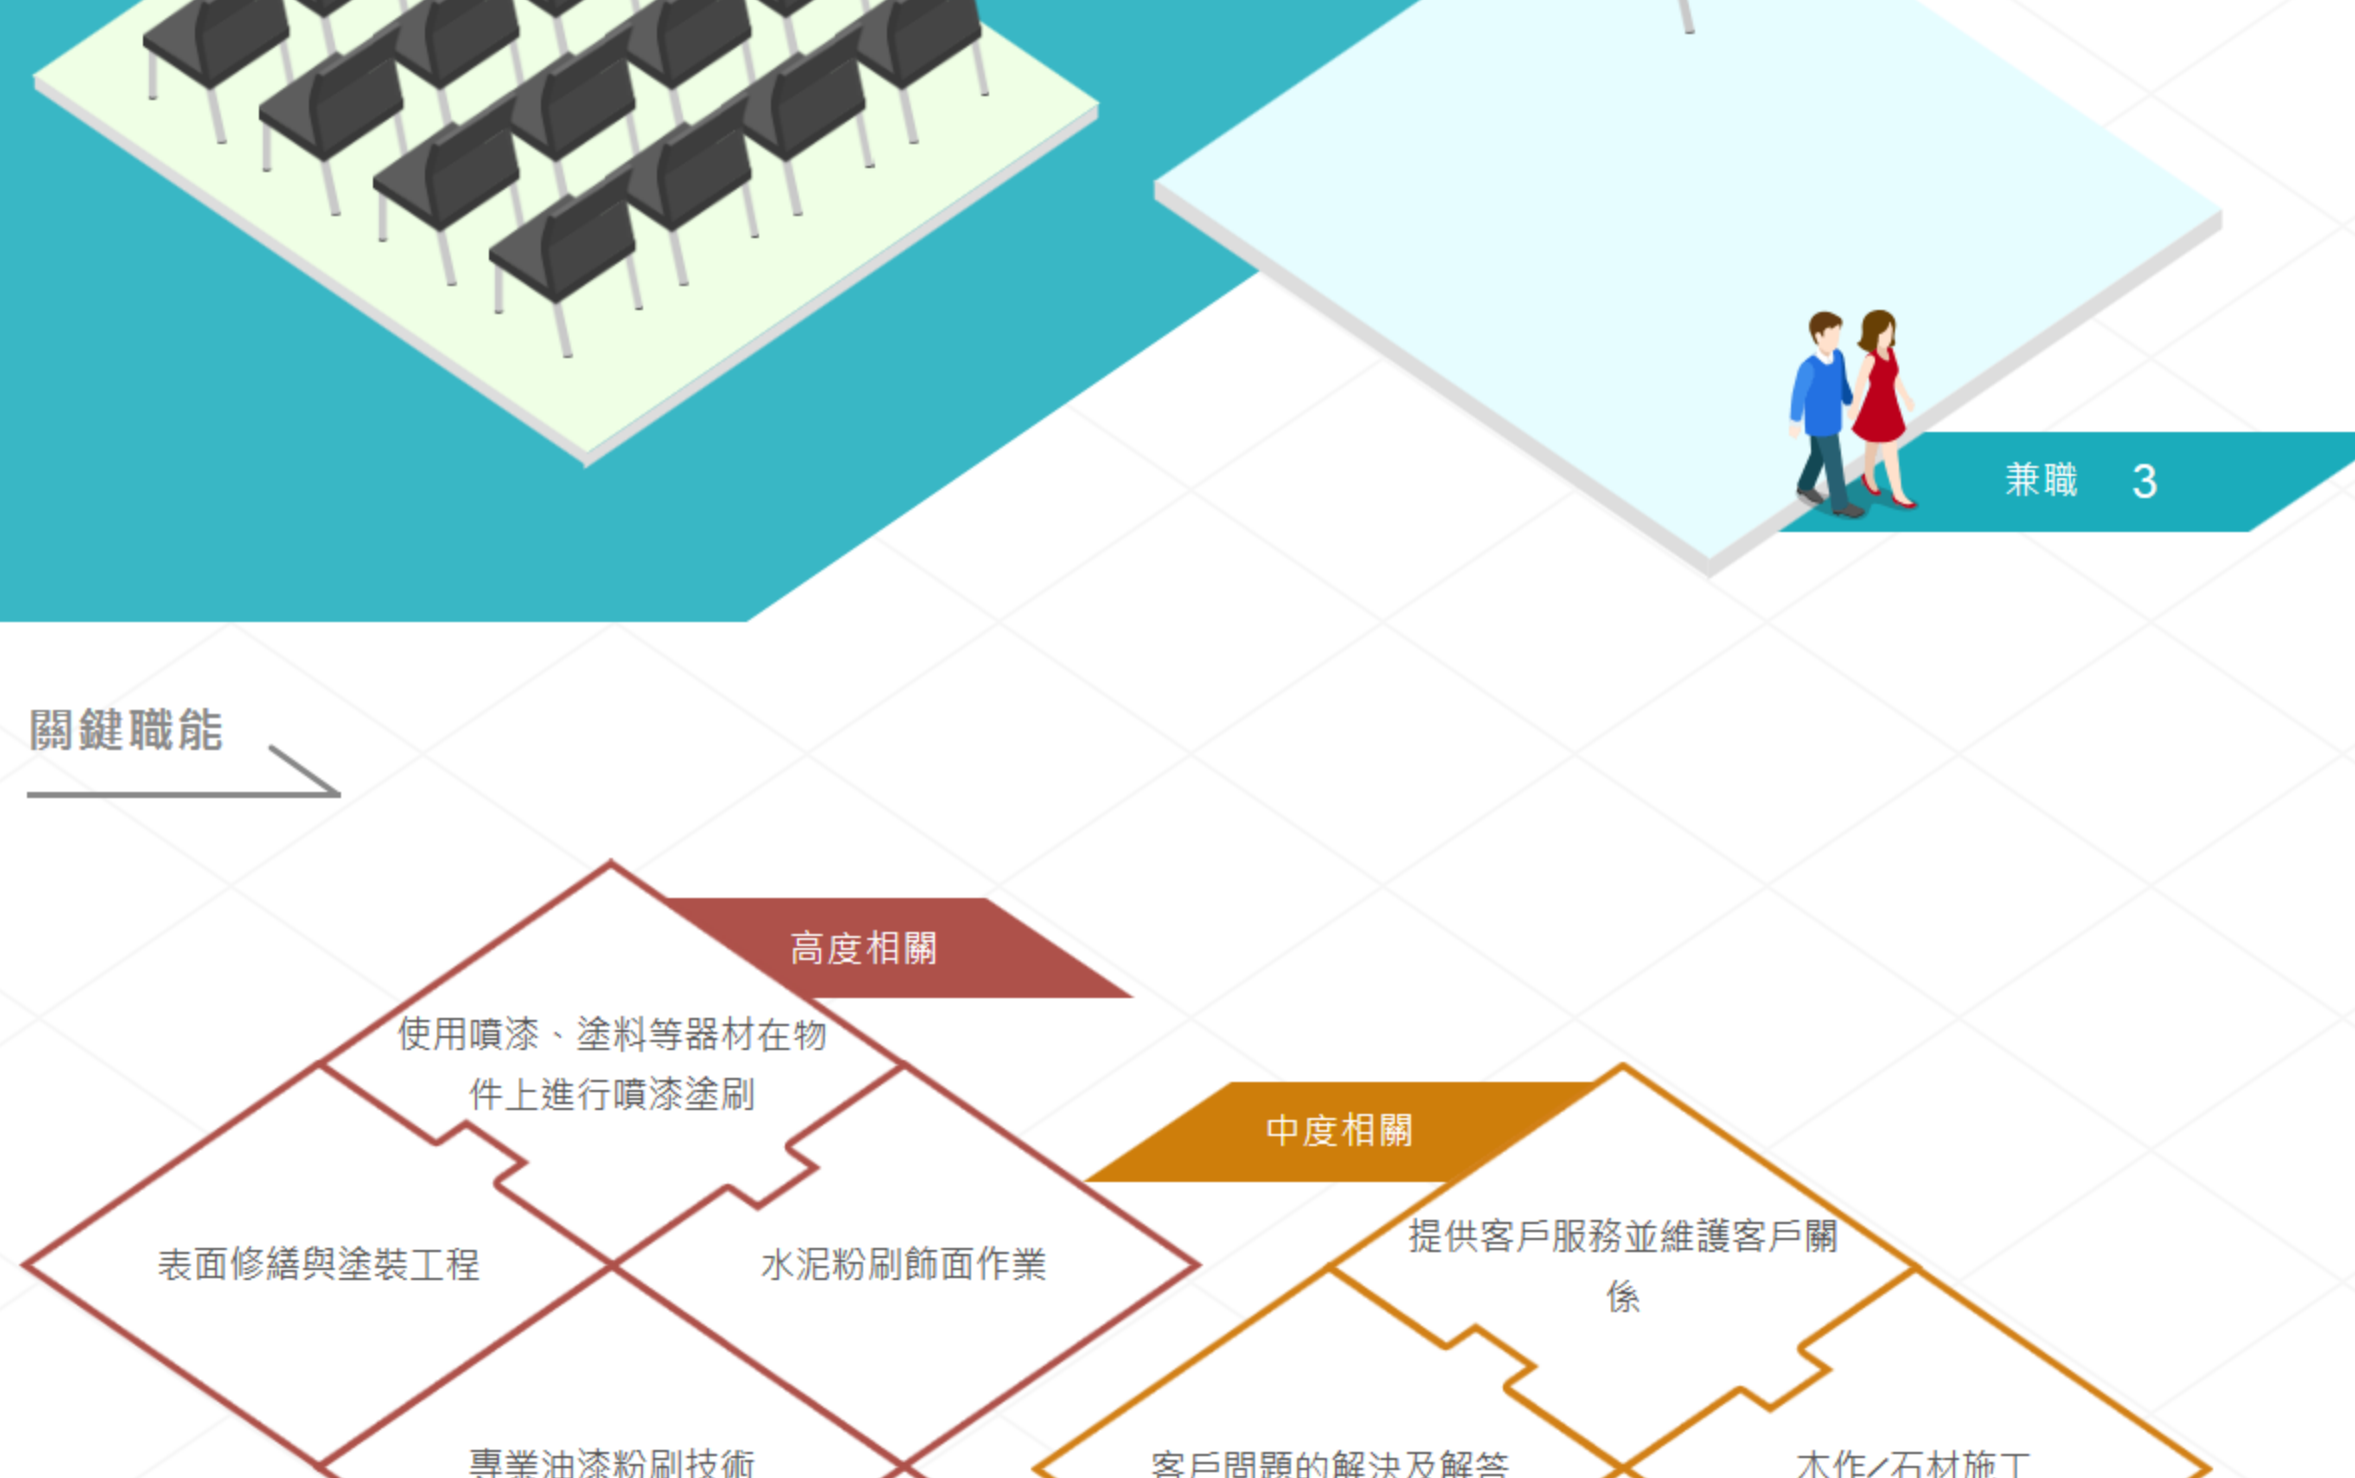 兼職 3
關鍵職能
高度相關
使用噴漆、塗料等器材在物
件上進行噴漆塗刷
中度相關
提供客戶服務並維護客戶關
係
表面修繕與塗裝工程
水泥粉刷飾面作業
專業油漆粉刷技術
客戶問題的解決及解答
木作/石材施工